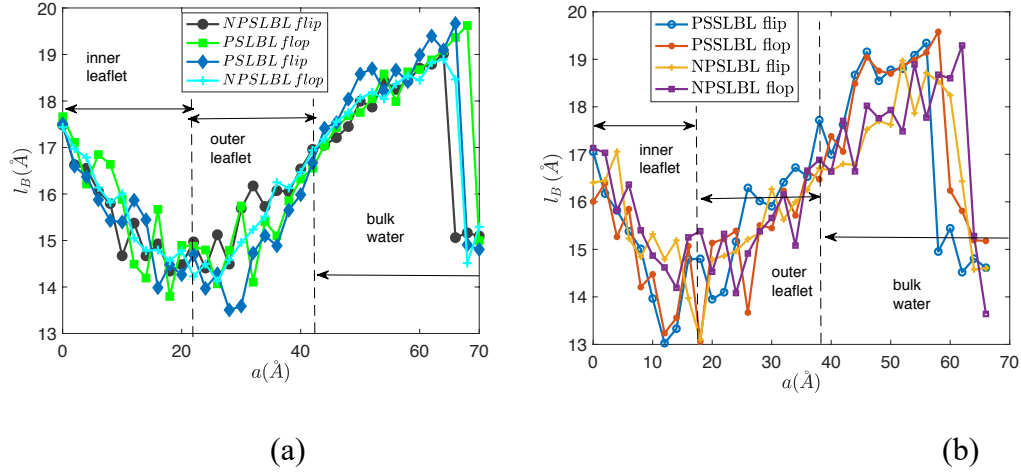 20
19
18
17
16
15
14
13
l_B(Å)
NPSLBL flip
PSLBL flop
PSLBL flip
NPSLBL flop
inner
leaflet
outer
leaflet
bulk
water
0 20 40 60 70
a(Å)
(a)
20
19
18
17
16
15
14
13
l_B(Å)
PSSLBL flip
PSSLBL flop
NPSLBL flip
NPSLBL flop
inner
leaflet
outer
leaflet
bulk
water
0 10 20 30 40 50 60 70
a(Å)
(b)